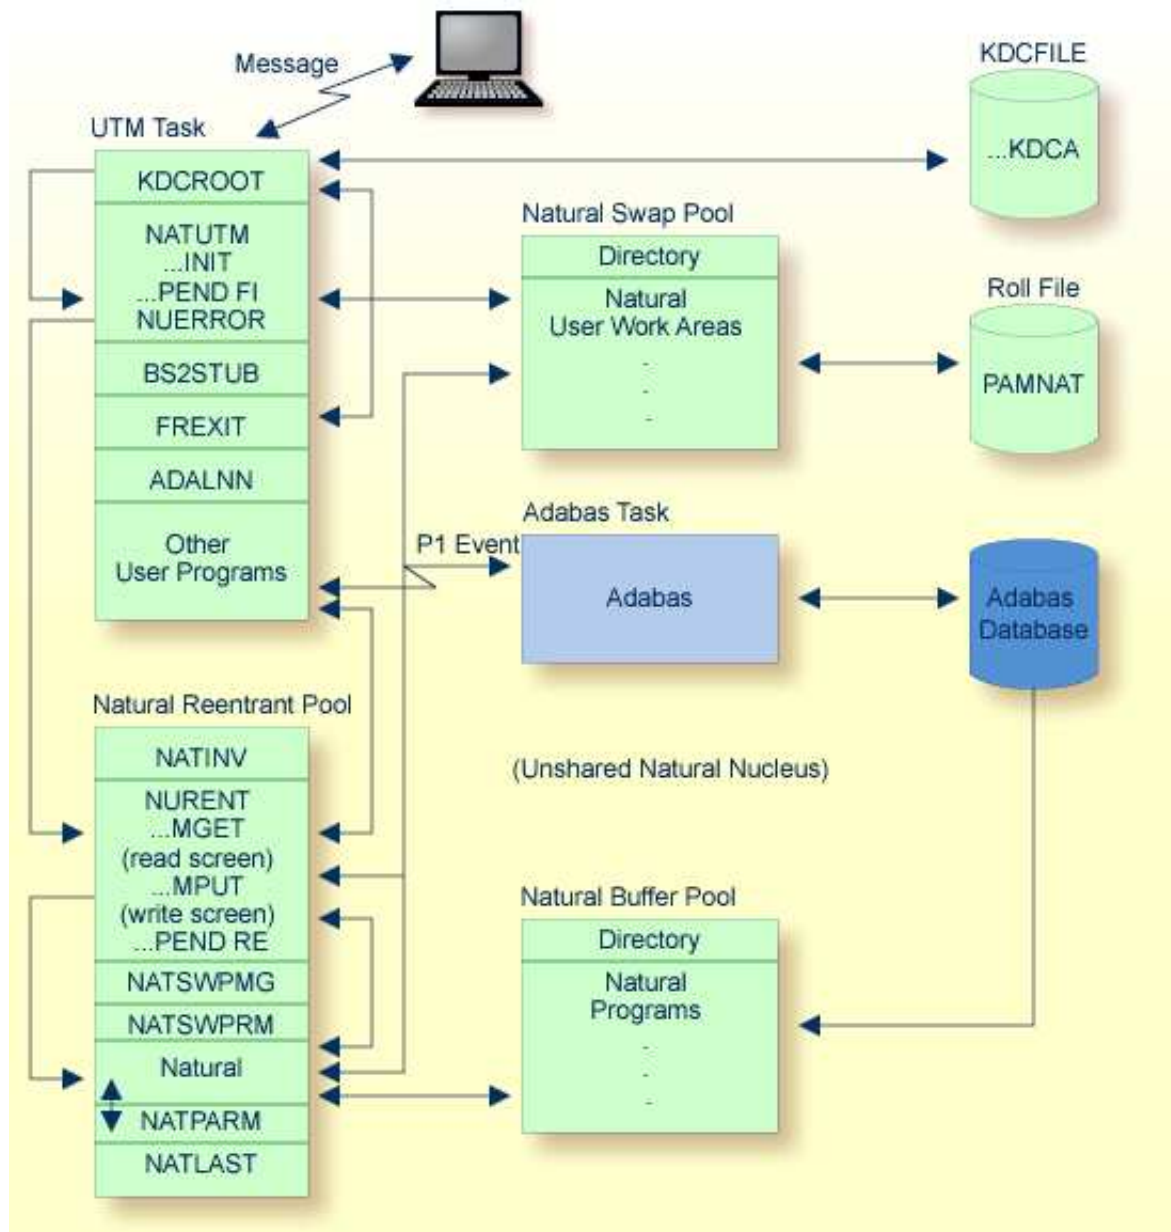 Message
KDCFILE
...KDCA
UTM Task
KDCROOT
NATUTM
...INIT
...PEND FI
NUERROR
BS2STUB
FREXIT
ADALNN
Other
User Programs
Natural Swap Pool
Directory
Natural
User Work Areas
.
.
.
Roll File
PAMNAT
P1 Event
Adabas Task
Adabas
Adabas
Database
Natural Reentrant Pool
NATINV
NURENT
...MGET
(read screen)
...MPUT
(write screen)
...PEND RE
NATSWPMG
NATSWPRM
Natural
NATPARM
NATLAST
(Unshared Natural Nucleus)
Natural Buffer Pool
Directory
Natural
Programs
.
.
.